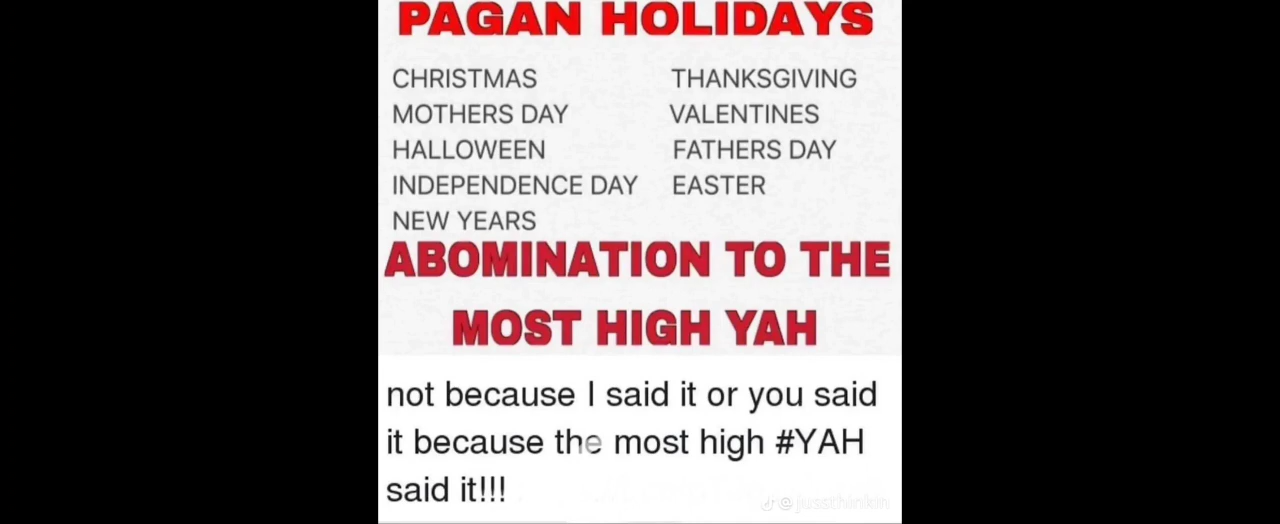 PAGAN HOLIDAYS
CHRISTMAS THANKSGIVING
MOTHERS DAY VALENTINES
HALLOWEEN FATHERS DAY
INDEPENDENCE DAY EASTER
NEW YEARS
ABOMINATION TO THE
MOST HIGH YAH
not because I said it or you said
it because the most high #YAH
said it!!!
@jussthinkin